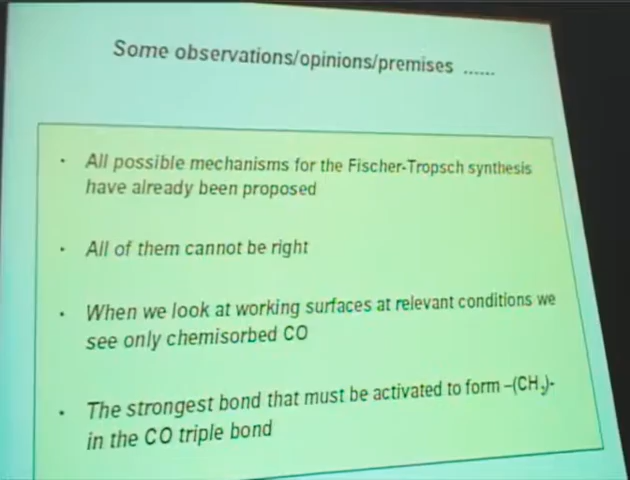 Some observations/opinions/premises ......
· All possible mechanisms for the Fischer-Tropsch synthesis
have already been proposed
· All of them cannot be right
· When we look at working surfaces at relevant conditions we
see only chemisorbed CO
· The strongest bond that must be activated to form –(CH₂)-
in the CO triple bond